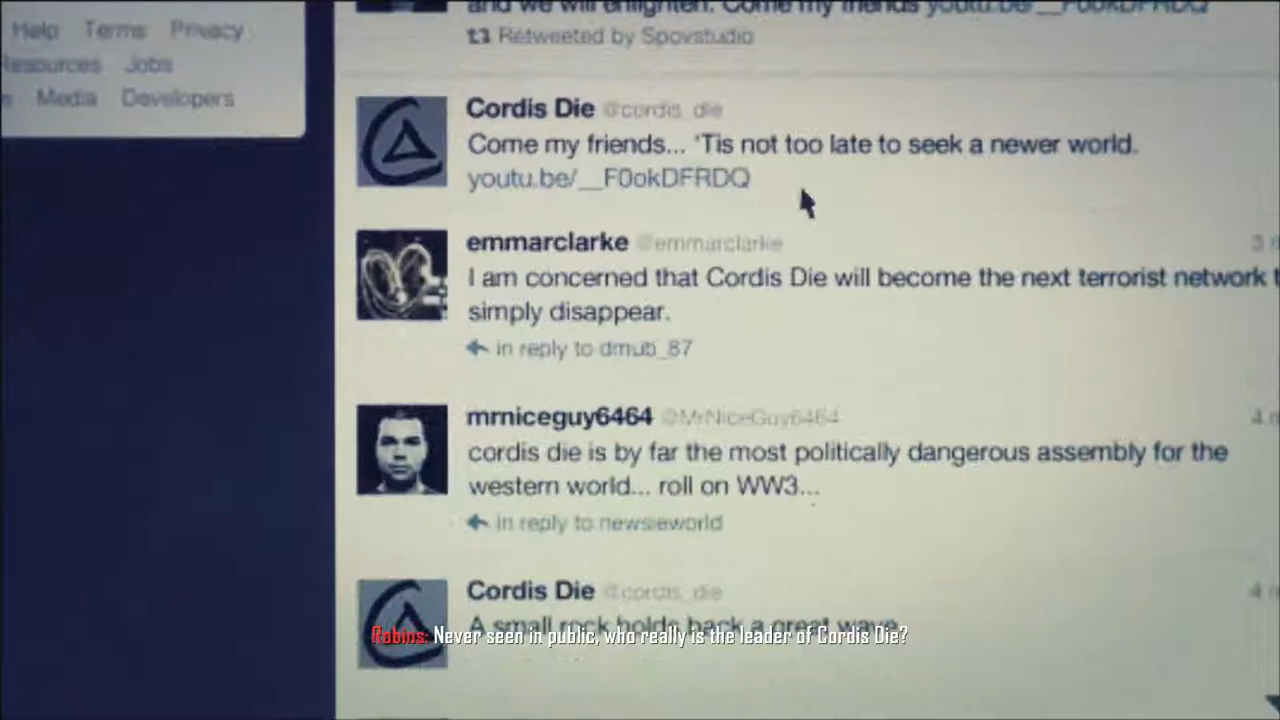 Help Terms Privacy
Resources Jobs
Media Developers
and we will enlighten. Come my friends
Retweeted by Spovstudio
Cordis Die @cordis_die
Come my friends... 'Tis not too late to seek a newer world.
youtu.be/__F0okDFRDQ
emmarclarke @emmarclarke
I am concerned that Cordis Die will become the next terrorist network
simply disappear.
in reply to dmub_87
mrniceguy6464 @MrNiceGuy6464
cordis die is by far the most politically dangerous assembly for the
western world... roll on WW3...
in reply to newsieworld
Cordis Die @cordis_die
A small rock holds back a great wave.
Robins: Never seen in public, who really is the leader of Cordis Die?